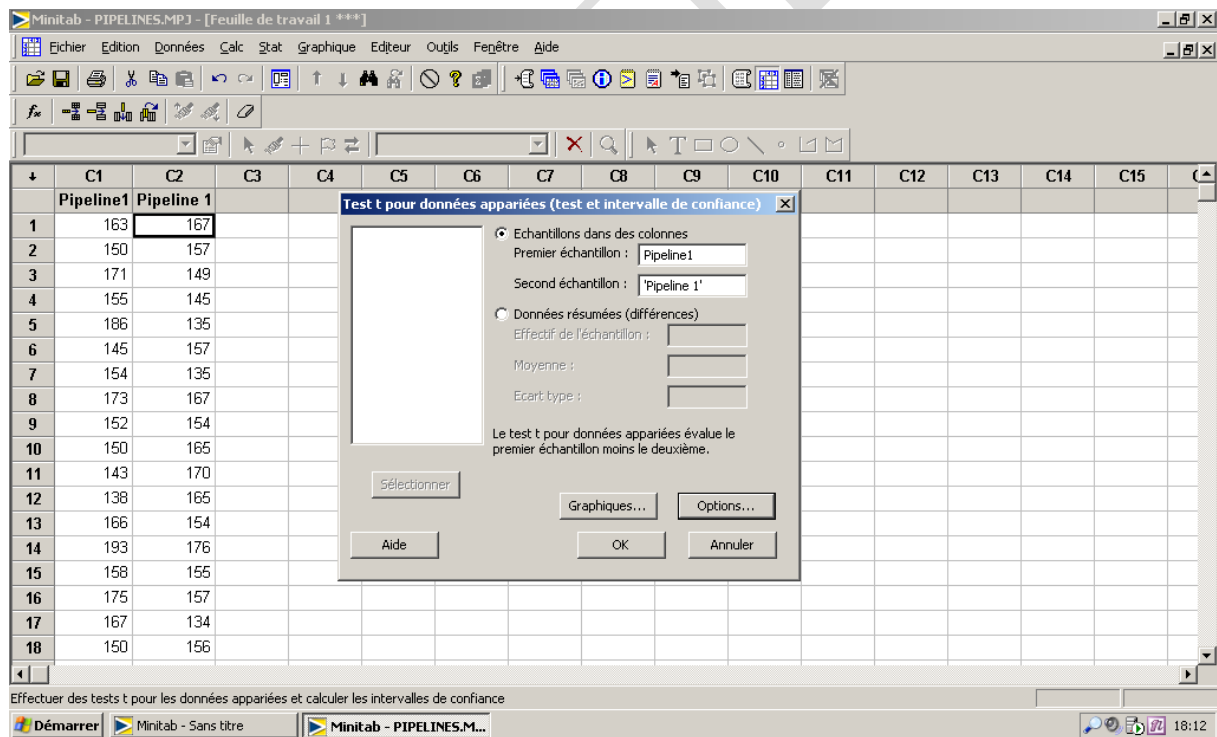 Minitab - PIPELINES.MPJ - [Feuille de travail 1 ***]
Fichier Edition Données Calc Stat Graphique Editeur Outils Fenêtre Aide
C1 C2 C3 C4 C5 C6 C7 C8 C9 C10 C11 C12 C13 C14 C15
Pipeline1 Pipeline 1
1 163 167
2 150 157
3 171 149
4 155 145
5 186 135
6 145 157
7 154 135
8 173 167
9 152 154
10 150 165
11 143 170
12 138 165
13 166 154
14 193 176
15 158 155
16 175 157
17 167 134
18 150 156
Test t pour données appariées (test et intervalle de confiance)
Echantillons dans des colonnes
Premier échantillon : Pipeline1
Second échantillon : 'Pipeline 1'
Données résumées (différences)
Effectif de l'échantillon :
Moyenne :
Ecart type :
Le test t pour données appariées évalue le
premier échantillon moins le deuxième.
Sélectionner
Graphiques... Options...
Aide OK Annuler
Effectuer des tests t pour les données appariées et calculer les intervalles de confiance
Démarrer Minitab - Sans titre Minitab - PIPELINES.M... 18:12